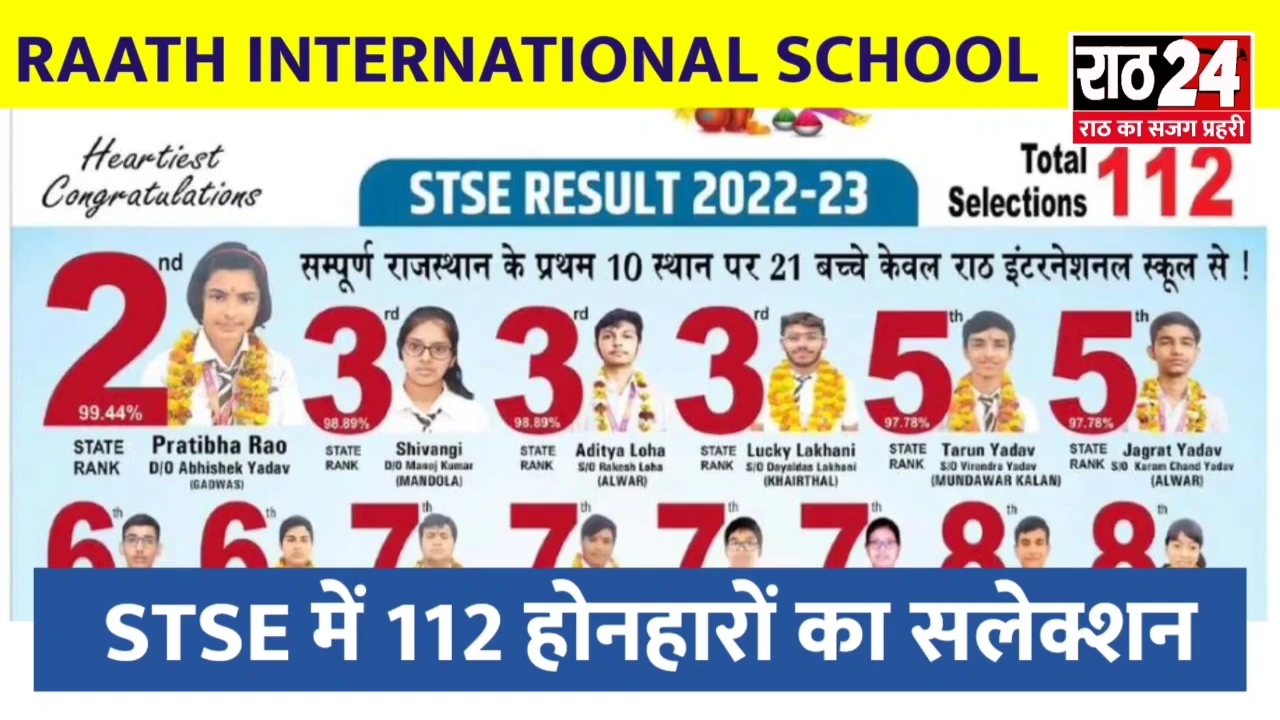 RAATH INTERNATIONAL SCHOOL
राठ 24
राठ का सजग प्रहरी
Heartiest
Congratulations
STSE RESULT 2022-23
Total
Selections
112
सम्पूर्ण राजस्थान के प्रथम 10 स्थान पर 21 बच्चे केवल राठ इंटरनेशनल स्कूल से !
2nd
99.44%
STATE
RANK
Pratibha Rao
D/O Abhishek Yadav
(GADWAS)
3rd
98.89%
STATE
RANK
Shivangi
D/O Manoj Kumar
(MANDOLA)
3rd
98.89%
STATE
RANK
Aditya Loha
S/O Rakesh Loha
(ALWAR)
3rd
STATE
RANK
Lucky Lakhani
S/O Dayaldas Lakhani
(KHAIRTHAL)
5th
97.78%
STATE
RANK
Tarun Yadav
S/O Virendra Yadav
(MUNDAWAR KALAN)
5th
97.78%
STATE
RANK
Jagrat Yadav
S/O Karam Chand Yadav
(ALWAR)
6th
6th
7th
7th
7th
7th
8th
8th
STSE में 112 होनहारों का सलेक्शन